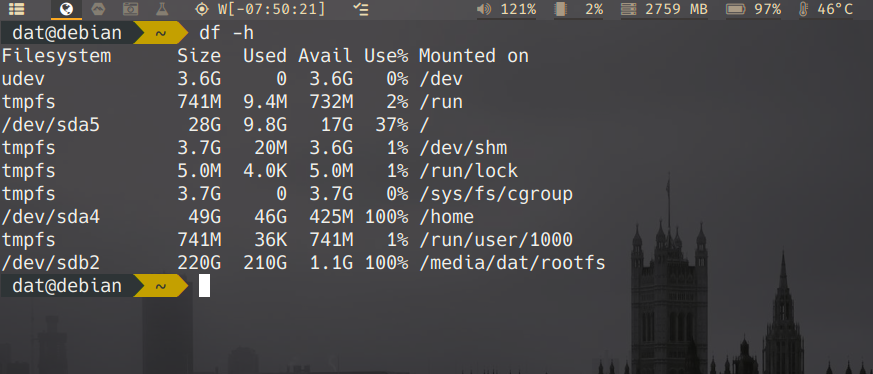 W[-07:50:21] 121% 2% 2759 MB 97% 46°C
dat@debian ~ df -h
Filesystem Size Used Avail Use% Mounted on
udev 3.6G 0 3.6G 0% /dev
tmpfs 741M 9.4M 732M 2% /run
/dev/sda5 28G 9.8G 17G 37% /
tmpfs 3.7G 20M 3.6G 1% /dev/shm
tmpfs 5.0M 4.0K 5.0M 1% /run/lock
tmpfs 3.7G 0 3.7G 0% /sys/fs/cgroup
/dev/sda4 49G 46G 425M 100% /home
tmpfs 741M 36K 741M 1% /run/user/1000
/dev/sdb2 220G 210G 1.1G 100% /media/dat/rootfs
dat@debian ~